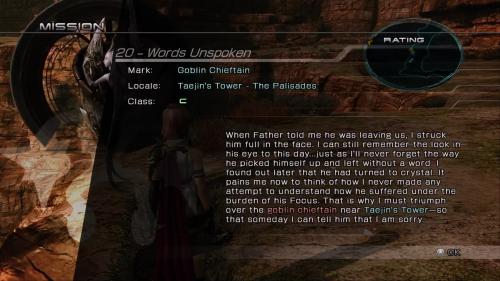 MISSION
RATING
20 – Words Unspoken
Mark: Goblin Chieftain
Locale: Taejin's Tower - The Palisades
Class: C
When Father told me he was leaving us, I struck
him full in the face. I can still remember the look in
his eye to this day...just as I'll never forget the way
he picked himself up and left without a word. I
found out later that he had turned to crystal. It
pains me now to think of how I never made any
attempt to understand how he suffered under the
burden of his Focus. That is why I must triumph
over the goblin chieftain near Taejin's Tower—so
that someday I can tell him that I am sorry.
OK